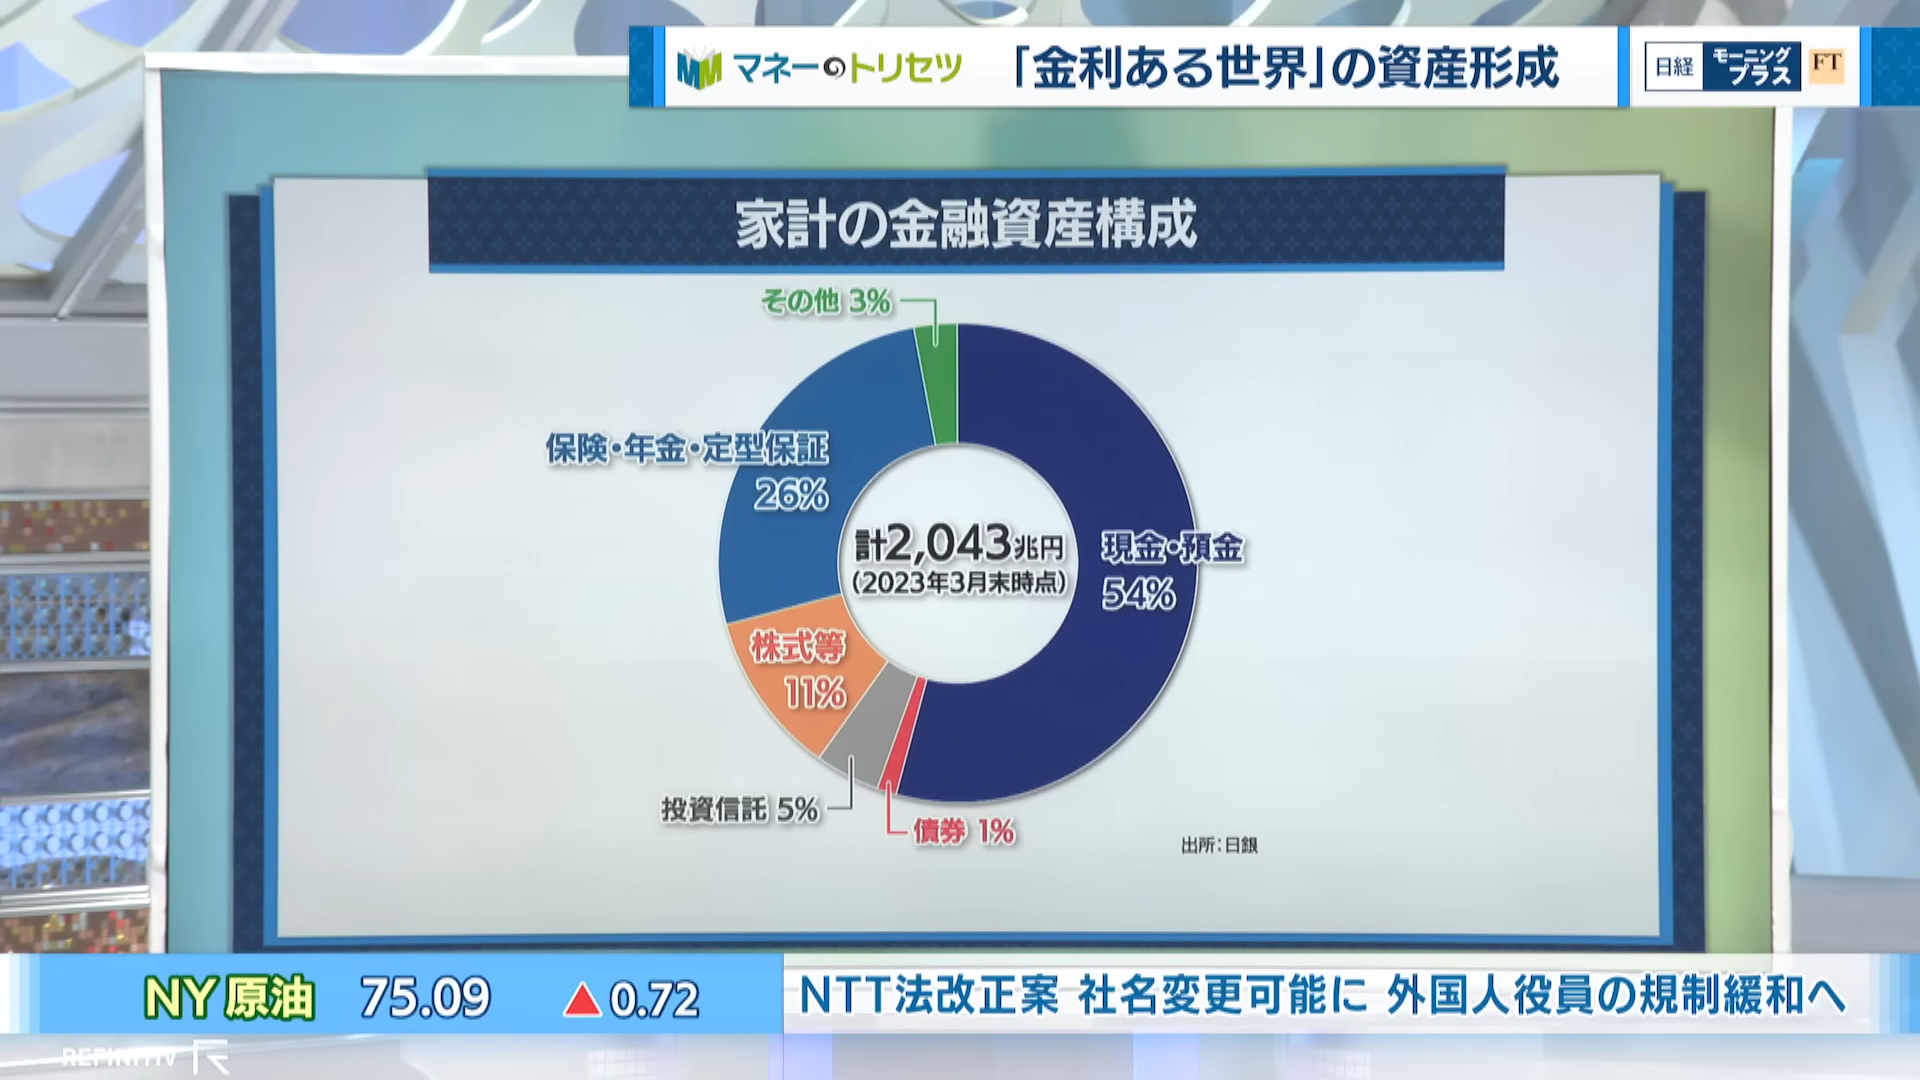 マネーのトリセツ 「金利ある世界」の資産形成
日経 モーニングプラス FT
家計の金融資産構成
その他 3%
保険・年金・定型保証
26%
計2,043兆円
(2023年3月末時点)
現金・預金
54%
株式等
11%
投資信託 5%
債券 1%
出所:日銀
NY原油 75.09 ▲0.72
NTT法改正案 社名変更可能に 外国人役員の規制緩和へ
REFINITIV